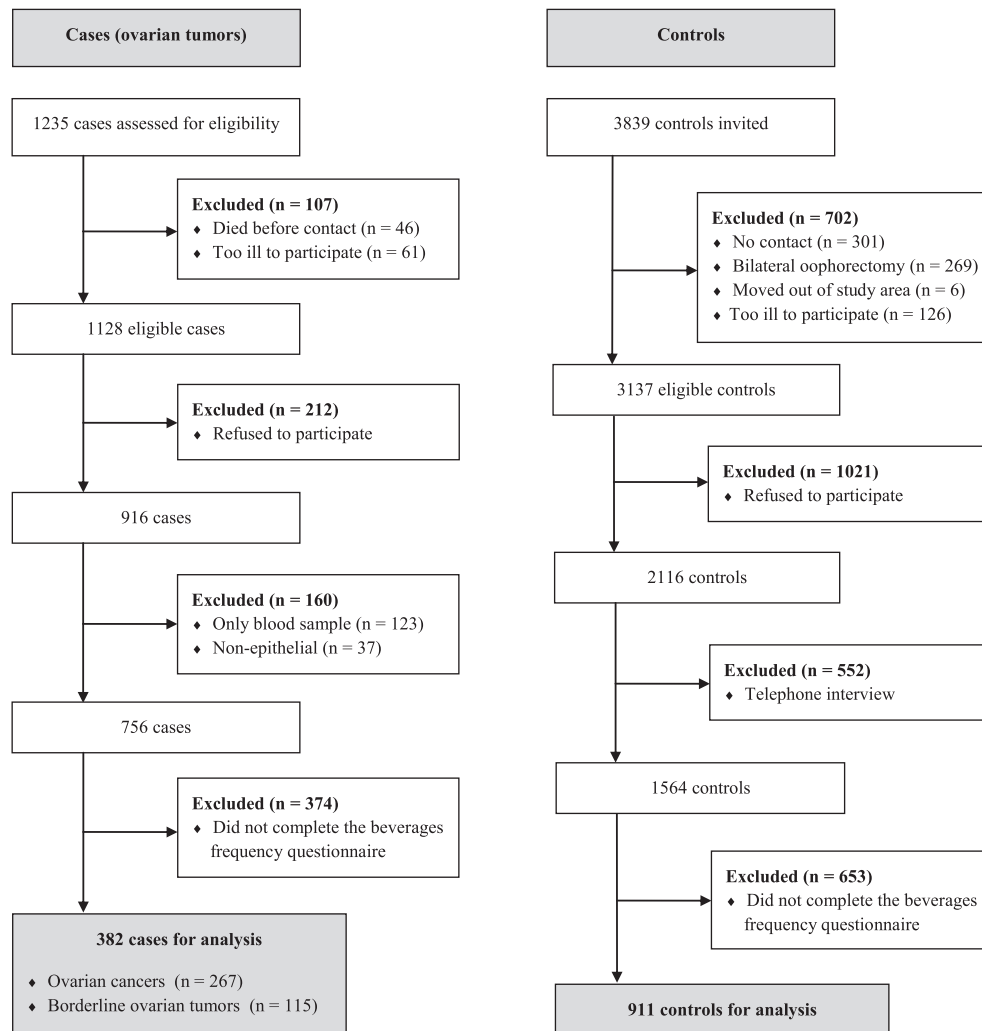 Cases (ovarian tumors)
1235 cases assessed for eligibility
Excluded (n = 107)
♦ Died before contact (n = 46)
♦ Too ill to participate (n = 61)
1128 eligible cases
Excluded (n = 212)
♦ Refused to participate
916 cases
Excluded (n = 160)
♦ Only blood sample (n = 123)
♦ Non-epithelial (n = 37)
756 cases
Excluded (n = 374)
♦ Did not complete the beverages
frequency questionnaire
382 cases for analysis
♦ Ovarian cancers (n = 267)
♦ Borderline ovarian tumors (n = 115)
Controls
3839 controls invited
Excluded (n = 702)
♦ No contact (n = 301)
♦ Bilateral oophorectomy (n = 269)
♦ Moved out of study area (n = 6)
♦ Too ill to participate (n = 126)
3137 eligible controls
Excluded (n = 1021)
♦ Refused to participate
2116 controls
Excluded (n = 552)
♦ Telephone interview
1564 controls
Excluded (n = 653)
♦ Did not complete the beverages
frequency questionnaire
911 controls for analysis